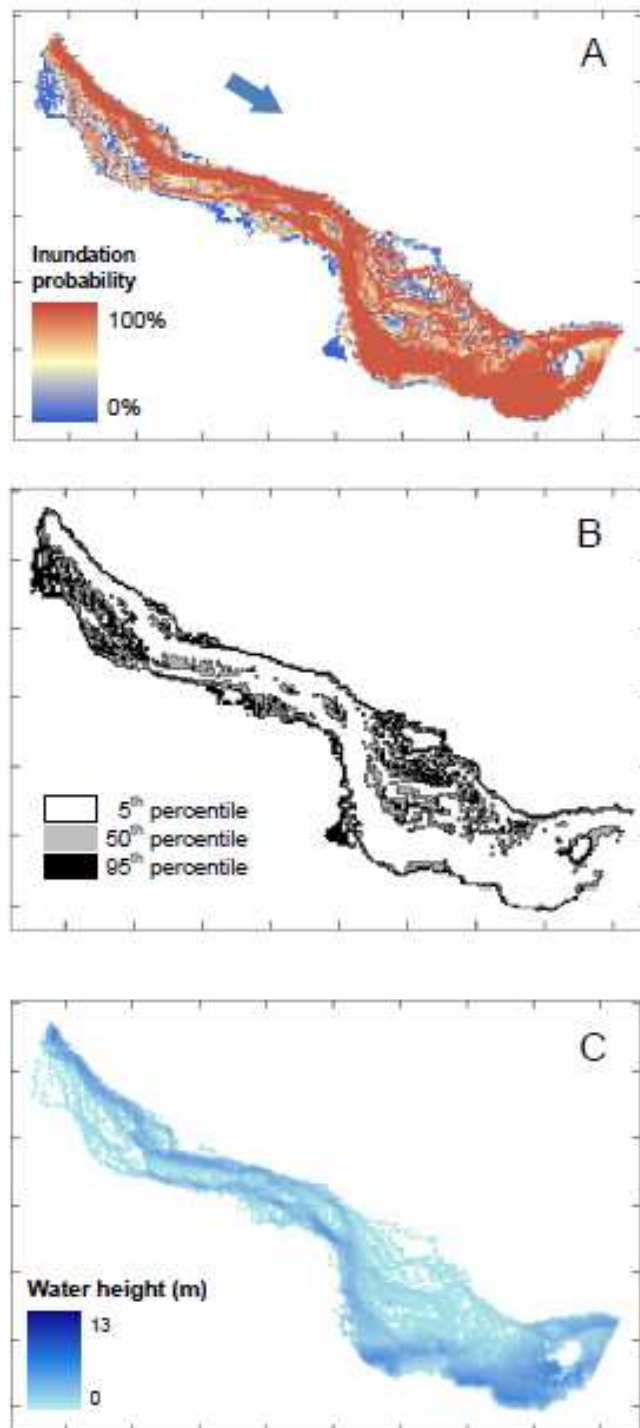 A
Inundation
probability
100%
0%
B
5th percentile
50th percentile
95th percentile
C
Water height (m)
13
0